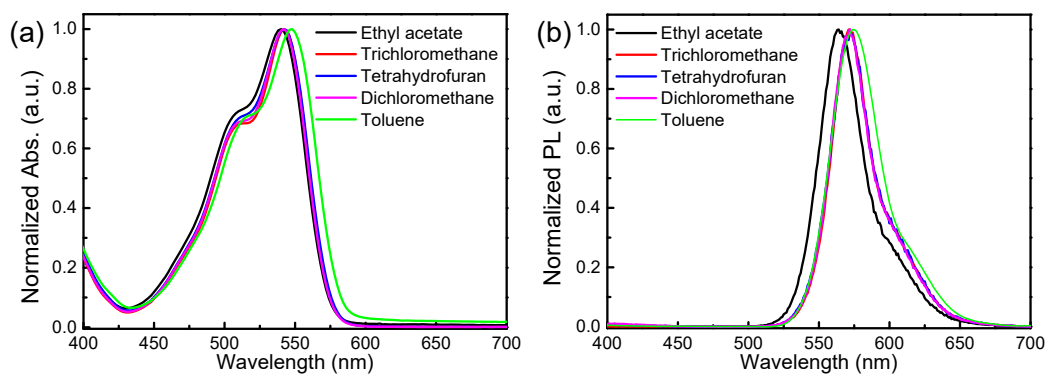 (a)
Normalized Abs. (a.u.)
1.0
0.8
0.6
0.4
0.2
0.0
Ethyl acetate
Trichloromethane
Tetrahydrofuran
Dichloromethane
Toluene
400 450 500 550 600 650 700
Wavelength (nm)
(b)
Normalized PL (a.u.)
1.0
0.8
0.6
0.4
0.2
0.0
Ethyl acetate
Trichloromethane
Tetrahydrofuran
Dichloromethane
Toluene
400 450 500 550 600 650 700
Wavelength (nm)